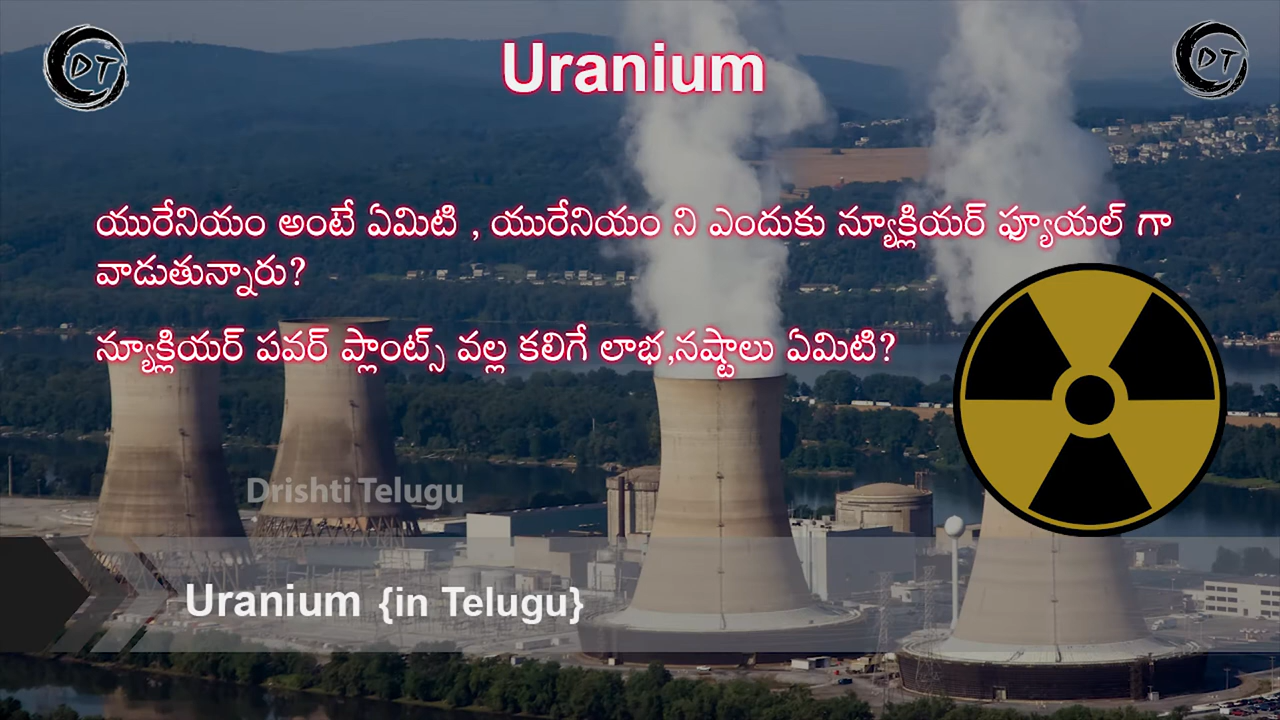 DT
DT
Uranium
యురేనియం అంటే ఏమిటి , యురేనియం ని ఎందుకు న్యూక్లియర్ ఫ్యూయల్ గా
వాడుతున్నారు?
న్యూక్లియర్ పవర్ ప్లాంట్స్ వల్ల కలిగే లాభ,నష్టాలు ఏమిటి?
Drishti Telugu
Uranium {in Telugu}